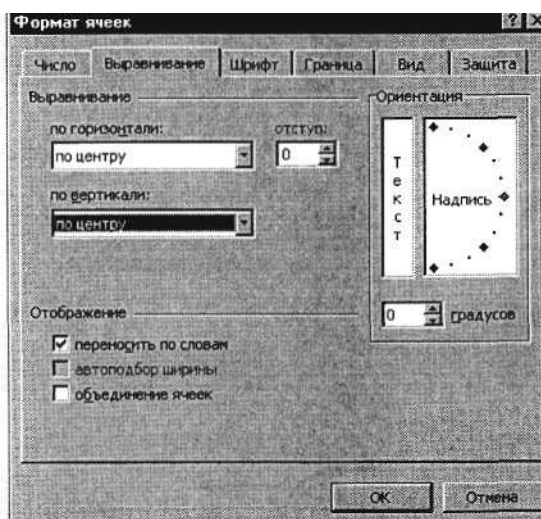 Формат ячеек
Число Выравнивание Шрифт Граница Вид Защита
Выравнивание
по горизонтали: отступ:
по центру 0
по вертикали:
по центру
Ориентация
Текст
Надпись
0 градусов
Отображение
переносить по словам
автоподбор ширины
объединение ячеек
ОК Отмена